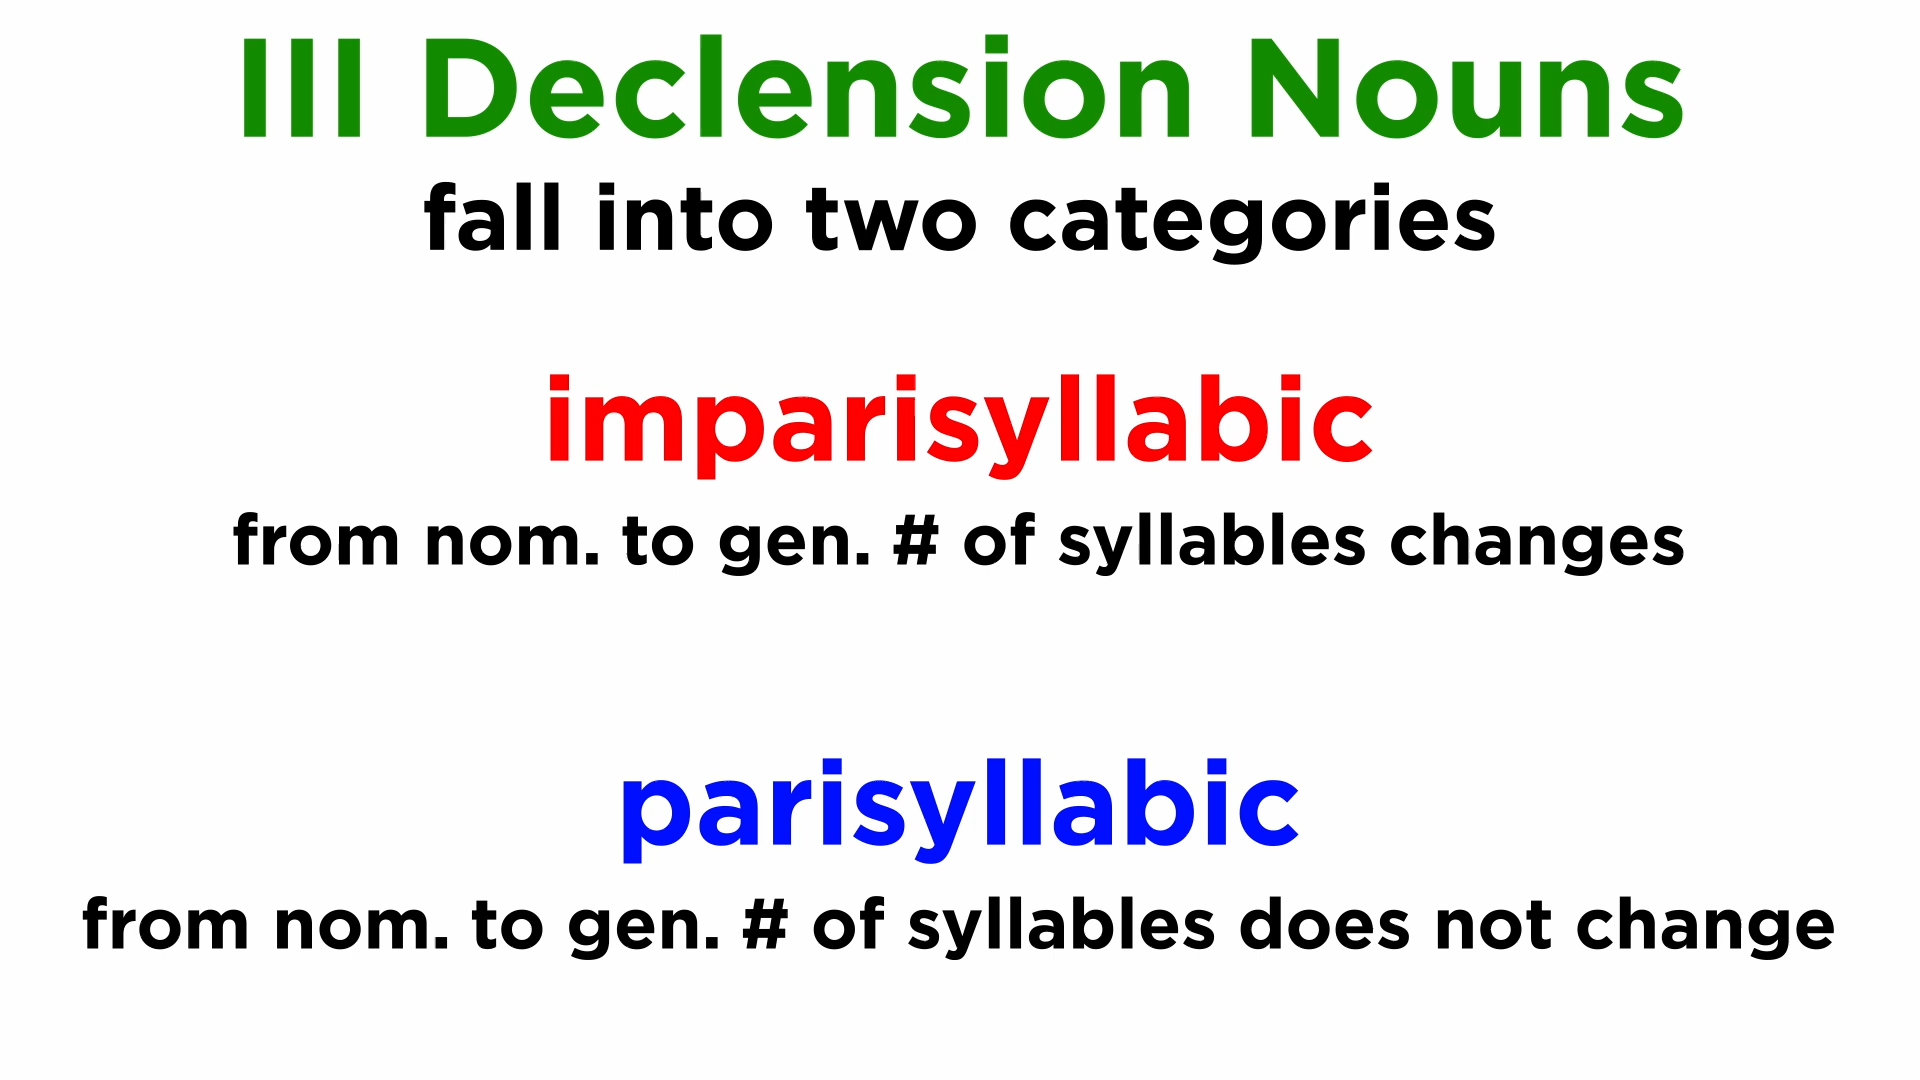 III Declension Nouns
fall into two categories
imparisyllabic
from nom. to gen. # of syllables changes
parisyllabic
from nom. to gen. # of syllables does not change